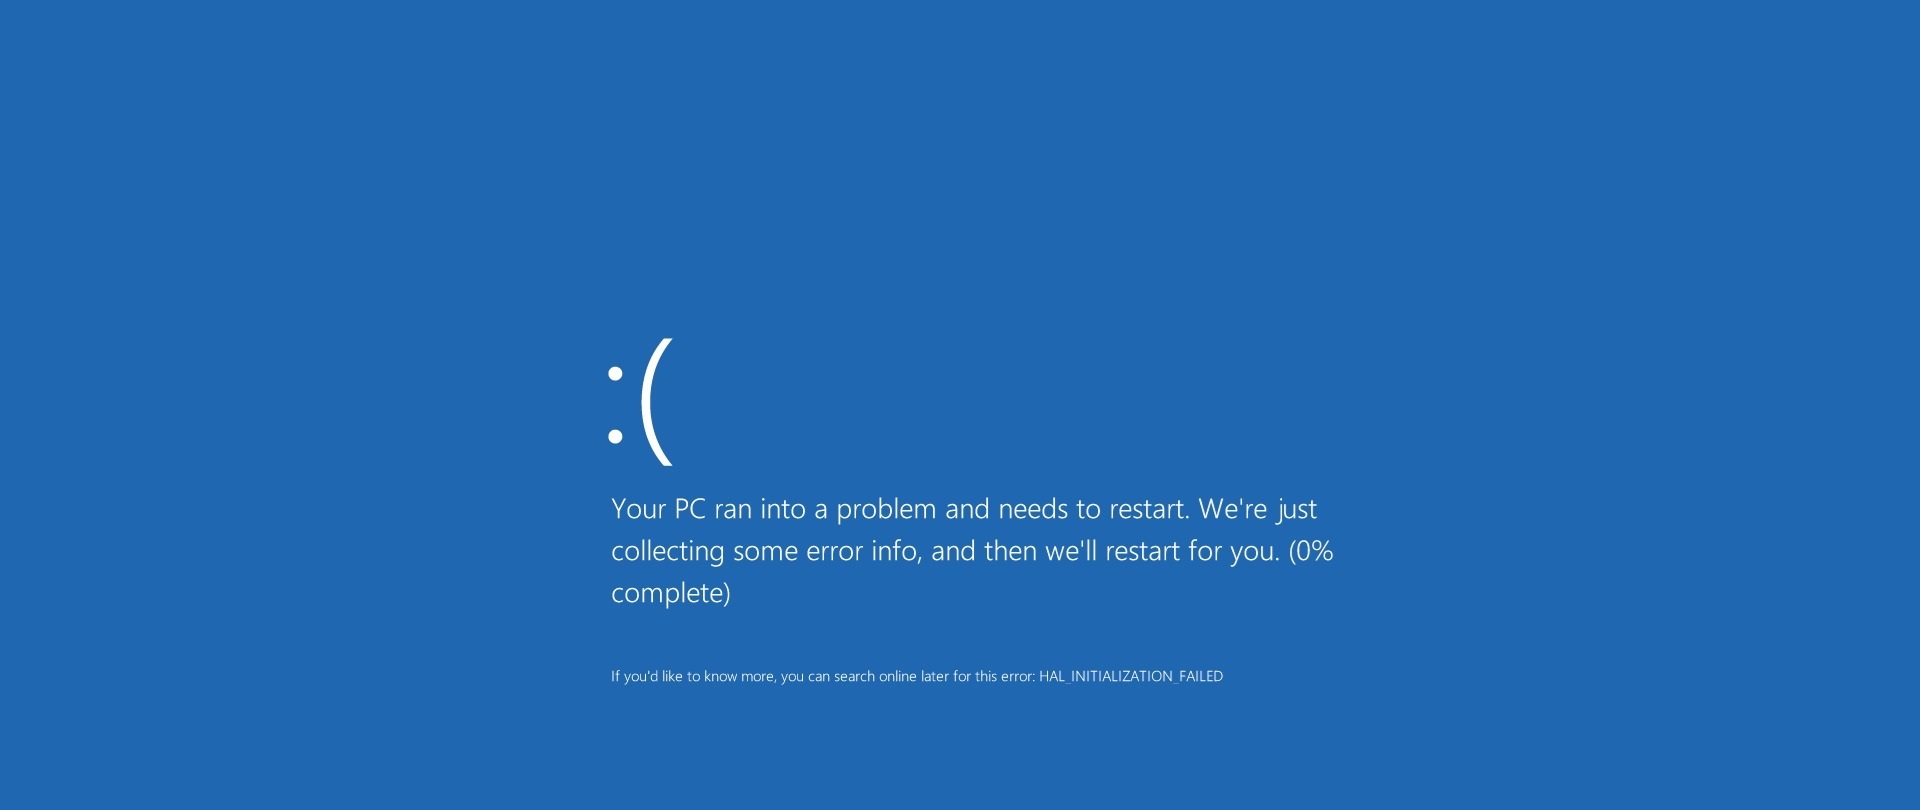 :(
Your PC ran into a problem and needs to restart. We're just
collecting some error info, and then we'll restart for you. (0%
complete)
If you'd like to know more, you can search online later for this error: HAL_INITIALIZATION_FAILED